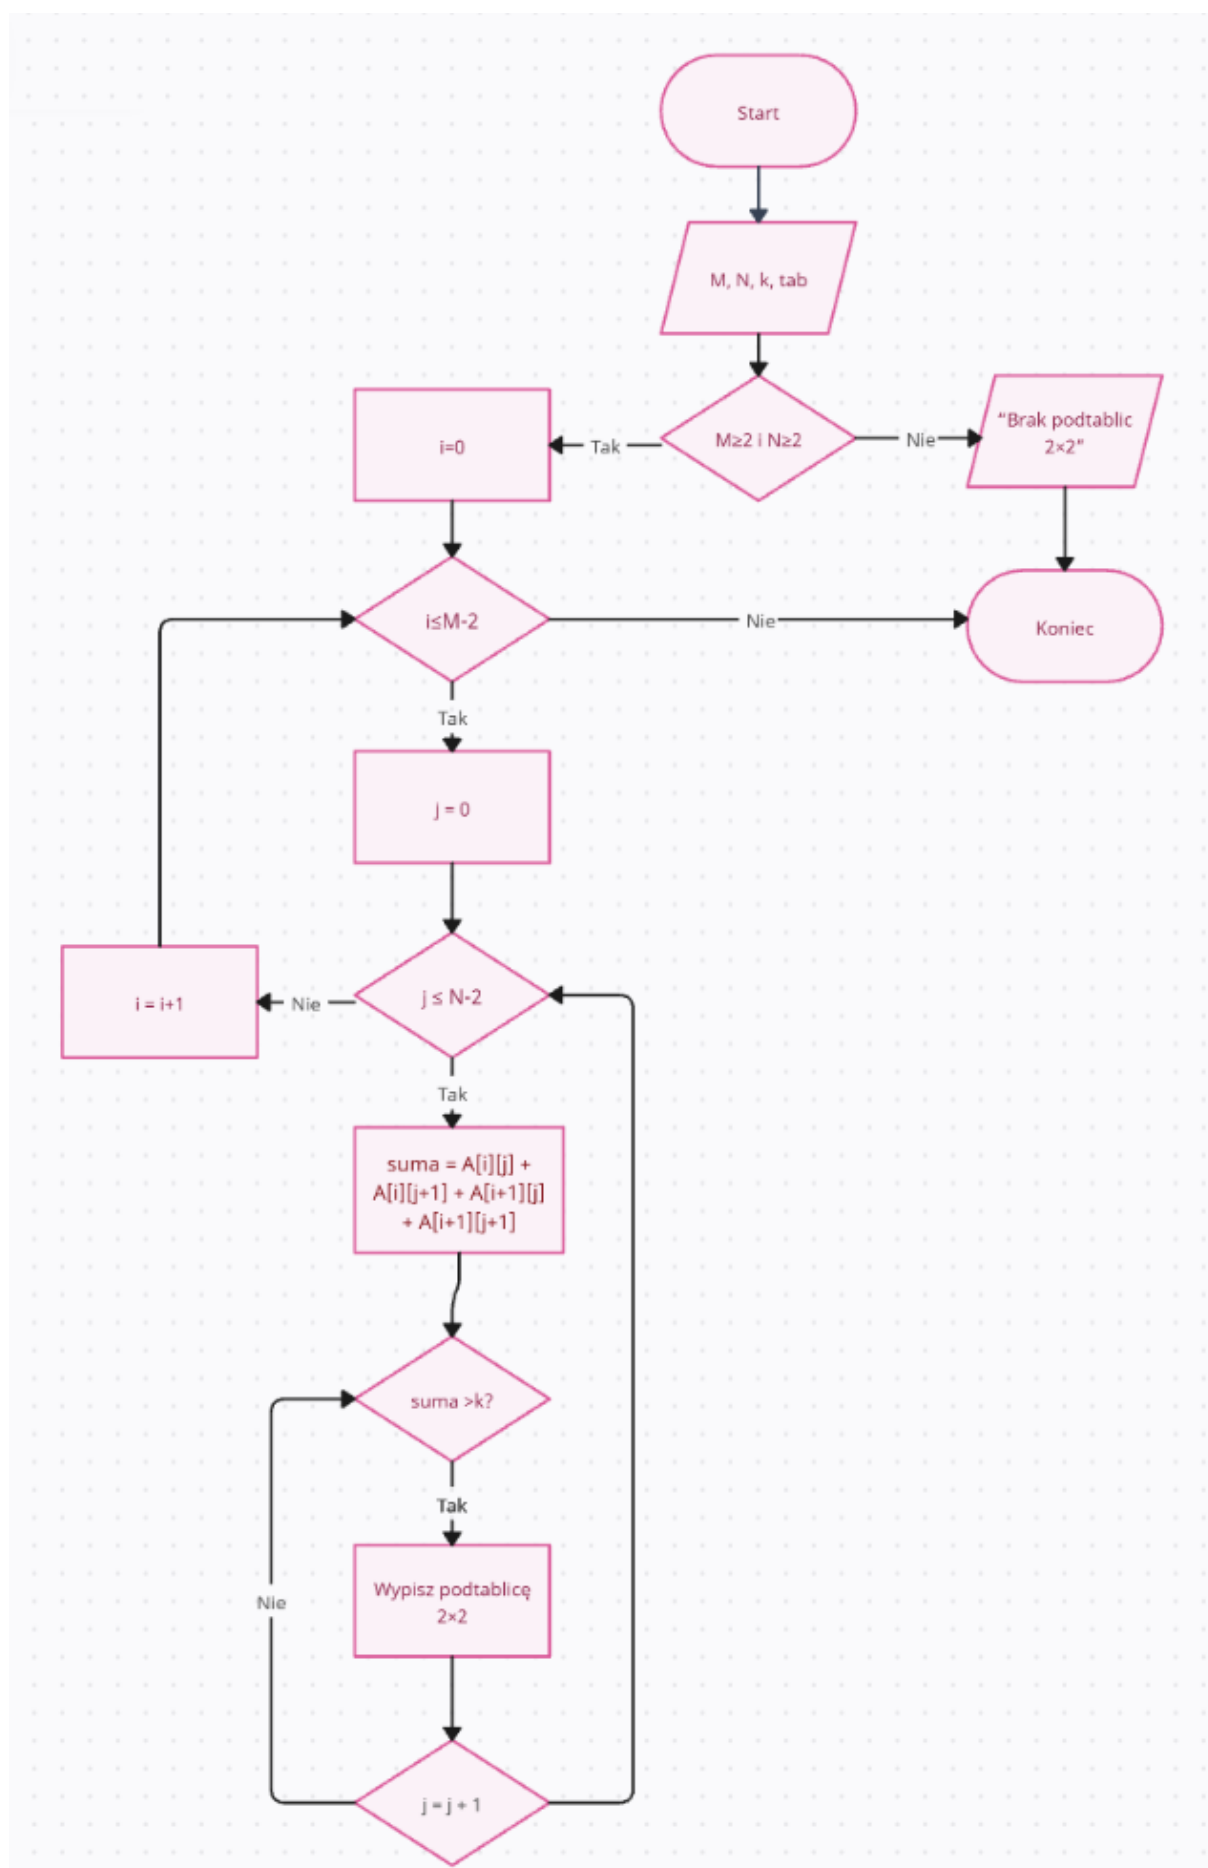 Start
M, N, k, tab
i=0
Tak
M≥2 i N≥2
Nie
“Brak podtablic
2×2”
i≤M-2
Nie
Koniec
Tak
j = 0
i = i+1
Nie
j ≤ N-2
Tak
suma = A[i][j] +
A[i][j+1] + A[i+1][j]
+ A[i+1][j+1]
suma >k?
Tak
Wypisz podtablicę
2×2
Nie
j = j + 1